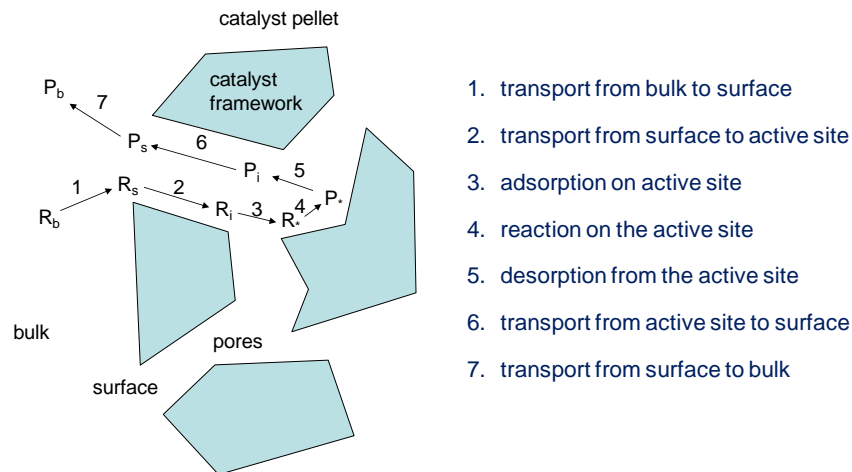 catalyst pellet
catalyst
framework
P_b
7
P_s
6
P_i
5
P_*
1
R_s
2
R_i
3
R_*
4
R_b
bulk
pores
surface
1. transport from bulk to surface
2. transport from surface to active site
3. adsorption on active site
4. reaction on the active site
5. desorption from the active site
6. transport from active site to surface
7. transport from surface to bulk